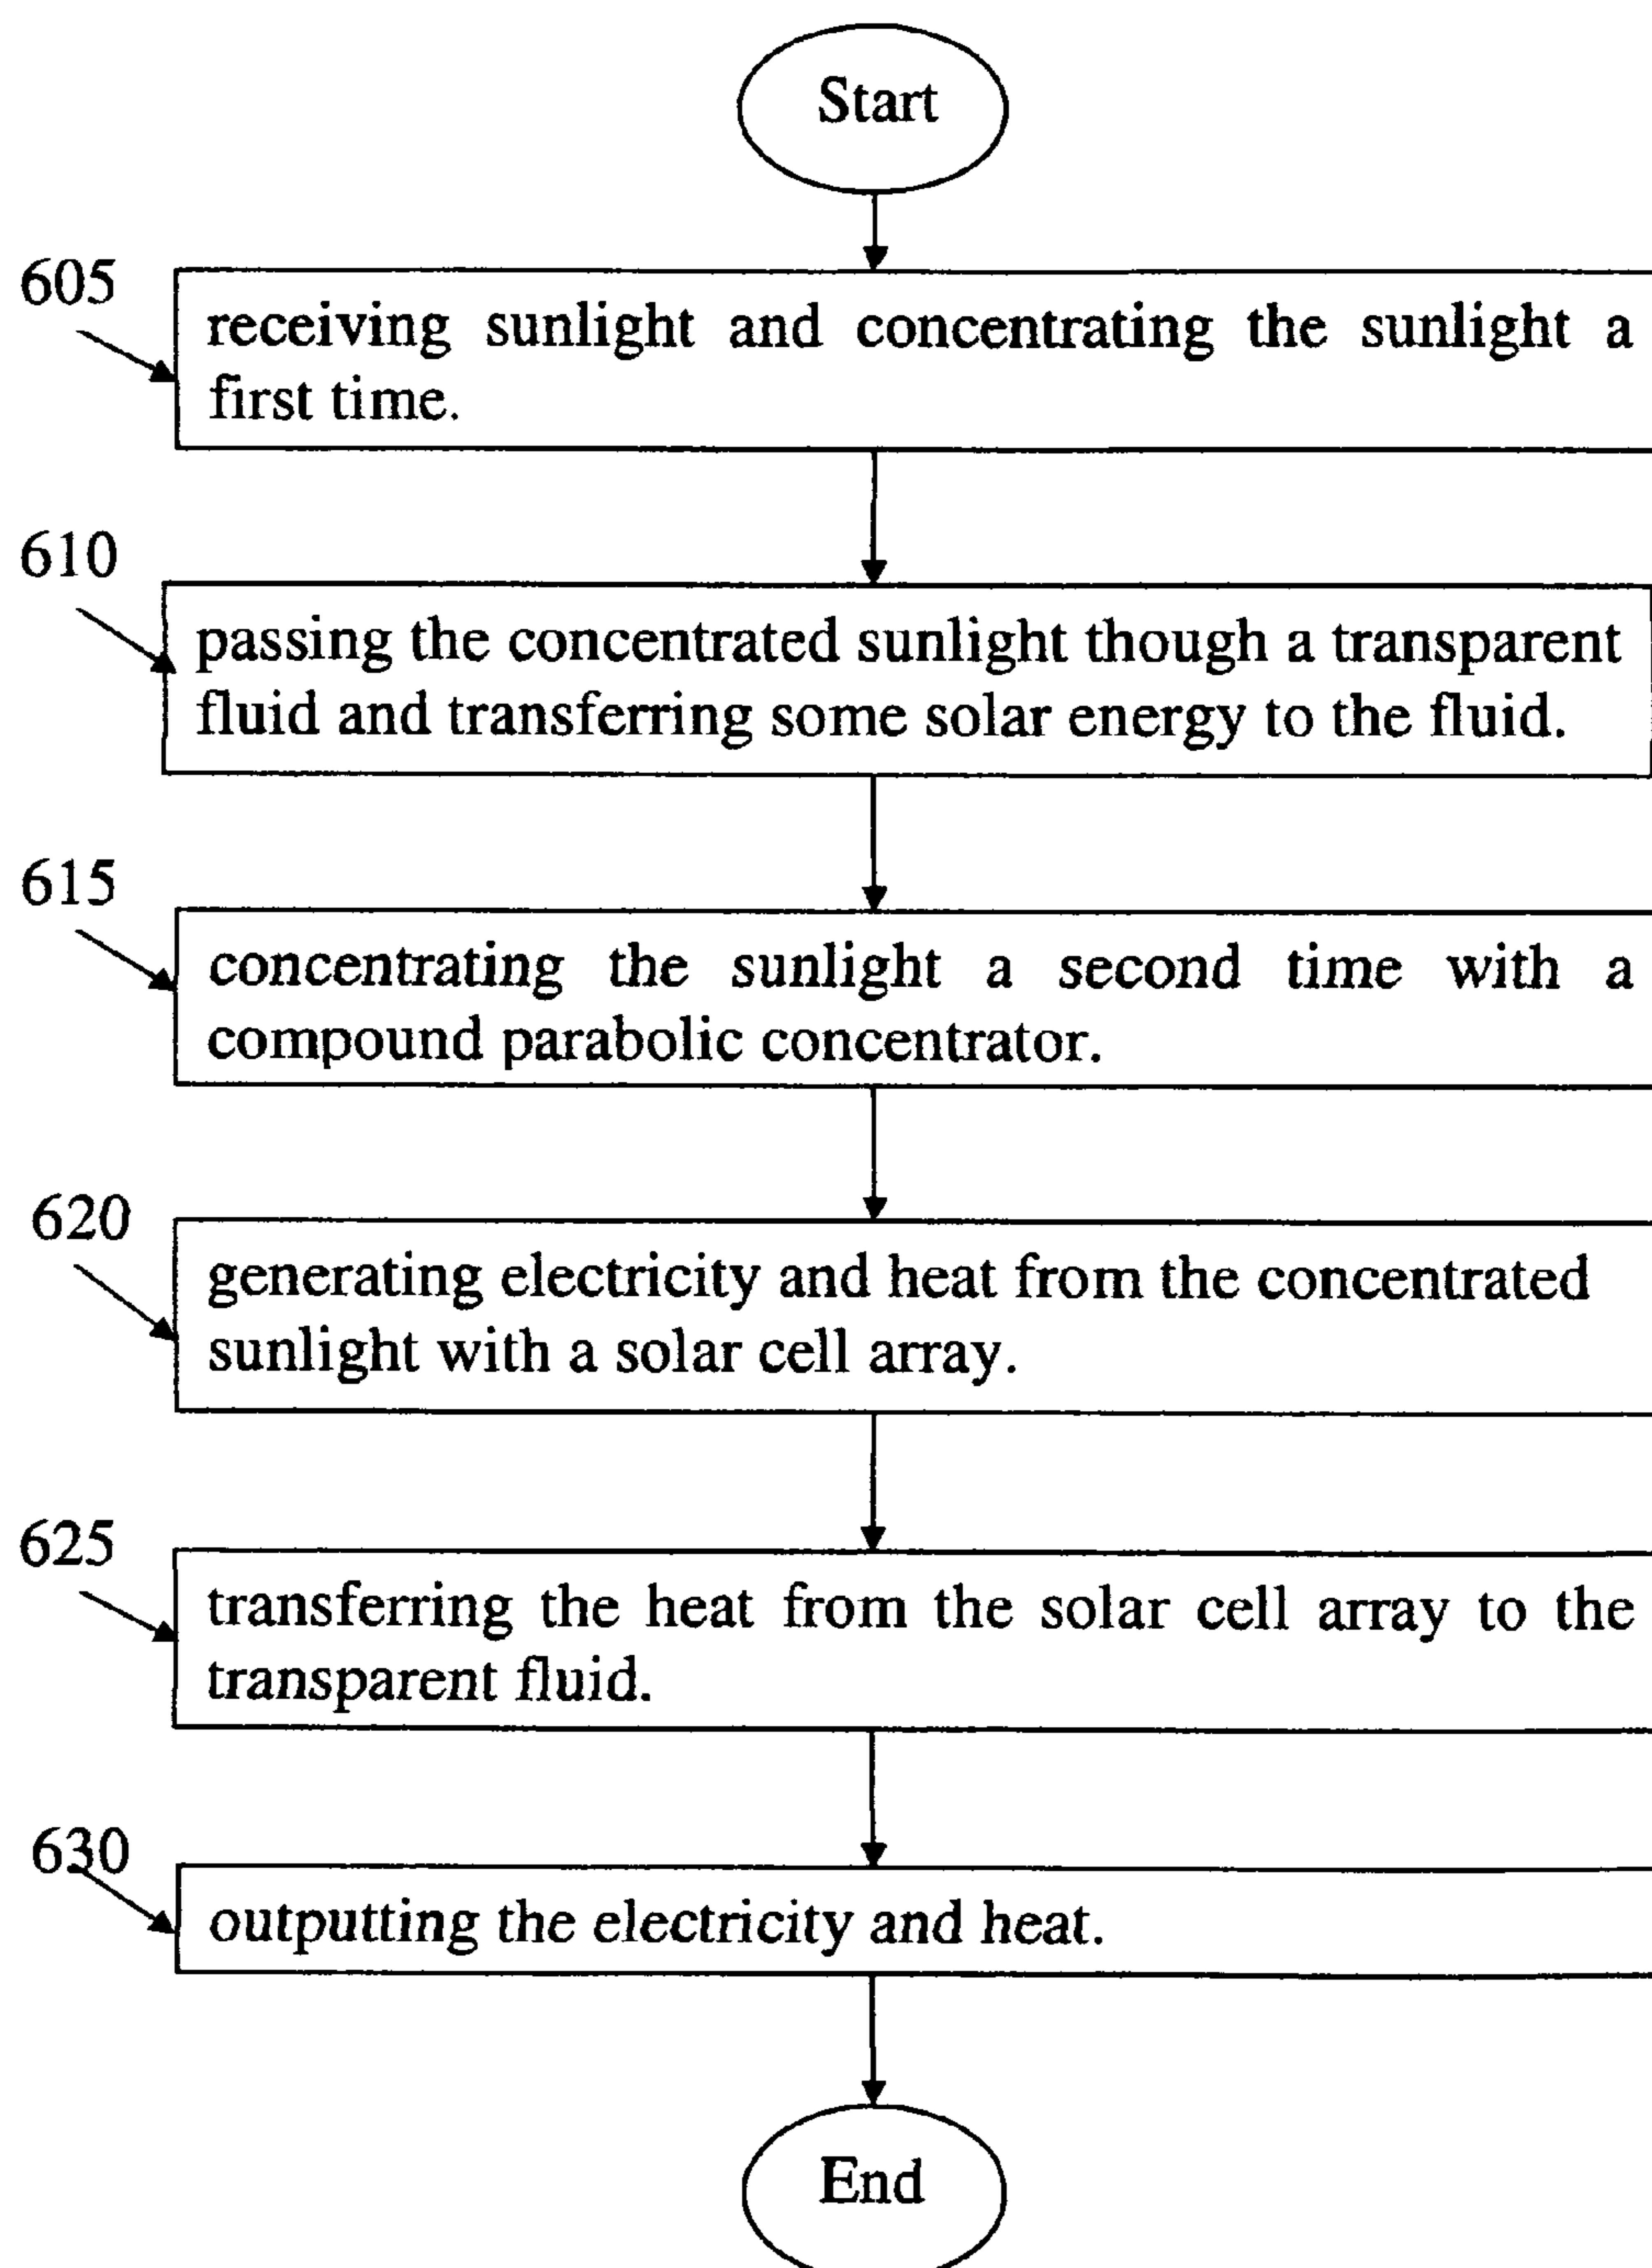 Start
605
receiving sunlight and concentrating the sunlight a
first time.
610
passing the concentrated sunlight though a transparent
fluid and transferring some solar energy to the fluid.
615
concentrating the sunlight a second time with a
compound parabolic concentrator.
620
generating electricity and heat from the concentrated
sunlight with a solar cell array.
625
transferring the heat from the solar cell array to the
transparent fluid.
630
outputting the electricity and heat.
End